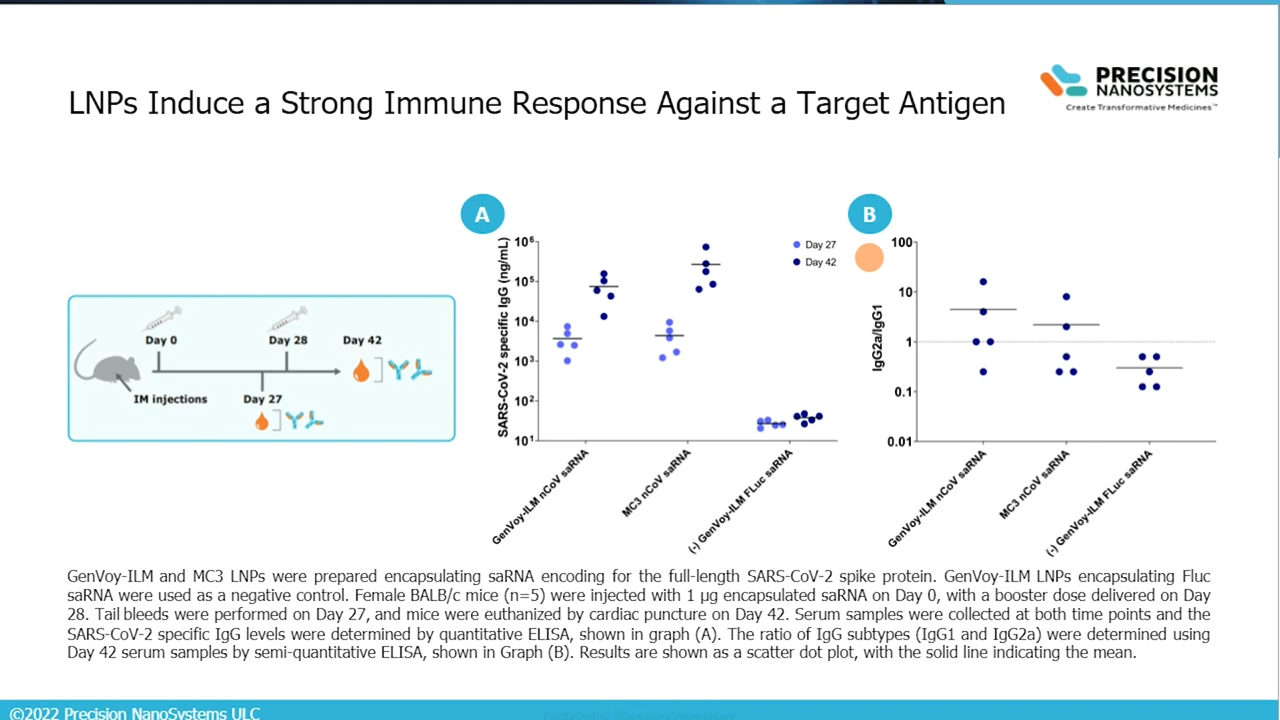 LNPs Induce a Strong Immune Response Against a Target Antigen
PRECISION
NANOSYSTEMS
Create Transformative Medicines™
Day 0
Day 28
Day 42
IM injections
Day 27
A
SARS-CoV-2 specific IgG (ng/mL)
10⁶
10⁵
10⁴
10³
10²
10¹
Day 27
Day 42
GenVoy-ILM nCoV saRNA
MC3 nCoV saRNA
(-) GenVoy-ILM FLuc saRNA
B
IgG2a/IgG1
100
10
1
0.1
0.01
GenVoy-ILM nCoV saRNA
MC3 nCoV saRNA
(-) GenVoy-ILM FLuc saRNA
GenVoy-ILM and MC3 LNPs were prepared encapsulating saRNA encoding for the full-length SARS-CoV-2 spike protein. GenVoy-ILM LNPs encapsulating Fluc
saRNA were used as a negative control. Female BALB/c mice (n=5) were injected with 1 µg encapsulated saRNA on Day 0, with a booster dose delivered on Day
28. Tail bleeds were performed on Day 27, and mice were euthanized by cardiac puncture on Day 42. Serum samples were collected at both time points and the
SARS-CoV-2 specific IgG levels were determined by quantitative ELISA, shown in graph (A). The ratio of IgG subtypes (IgG1 and IgG2a) were determined using
Day 42 serum samples by semi-quantitative ELISA, shown in Graph (B). Results are shown as a scatter dot plot, with the solid line indicating the mean.
©2022 Precision NanoSystems ULC
Confidential - Company Proprietary